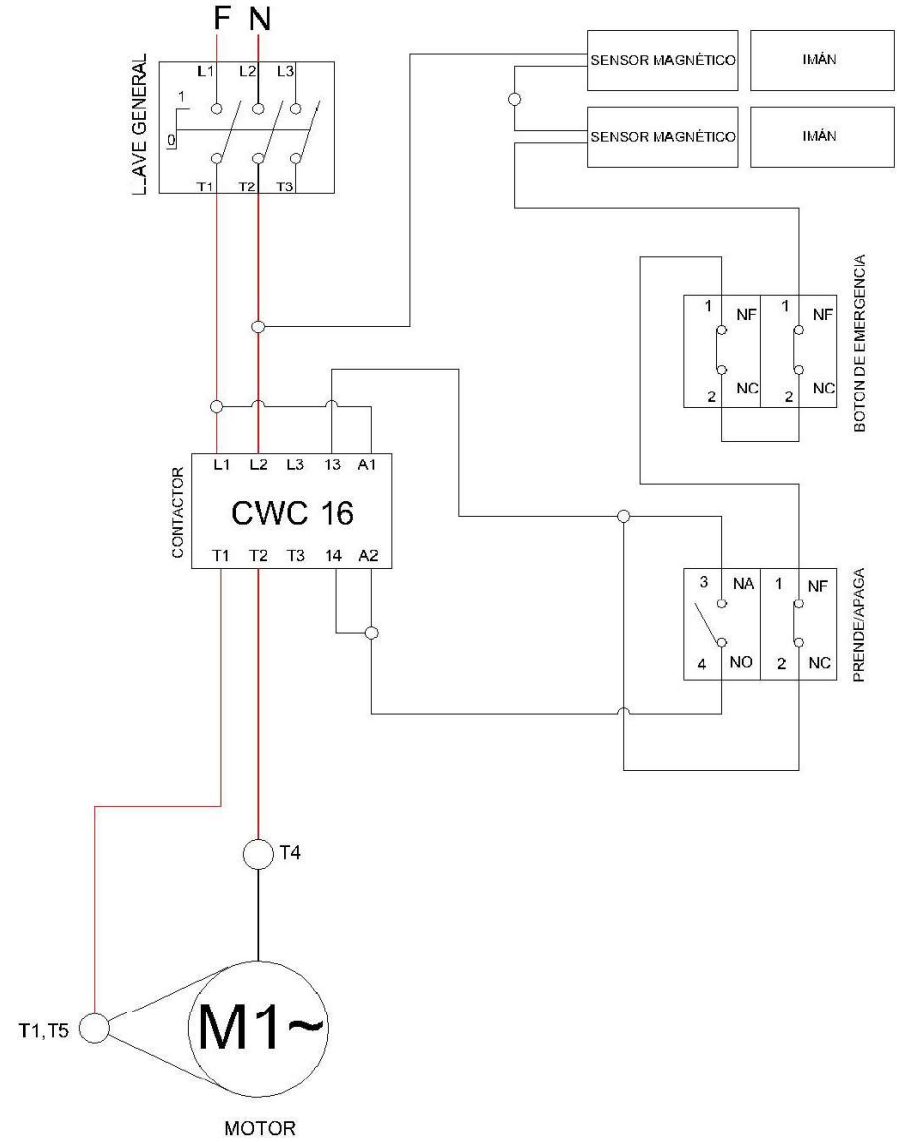 F N
LLAVE GENERAL
L1 L2 L3
1
0
T1 T2 T3
SENSOR MAGNÉTICO IMÁN
SENSOR MAGNÉTICO IMÁN
BOTON DE EMERGENCIA
1 NF 1 NF
2 NC 2 NC
CONTACTOR
L1 L2 L3 13 A1
CWC 16
T1 T2 T3 14 A2
PRENDE/APAGA
3 NA 1 NF
4 NO 2 NC
T4
M1~
T1,T5
MOTOR